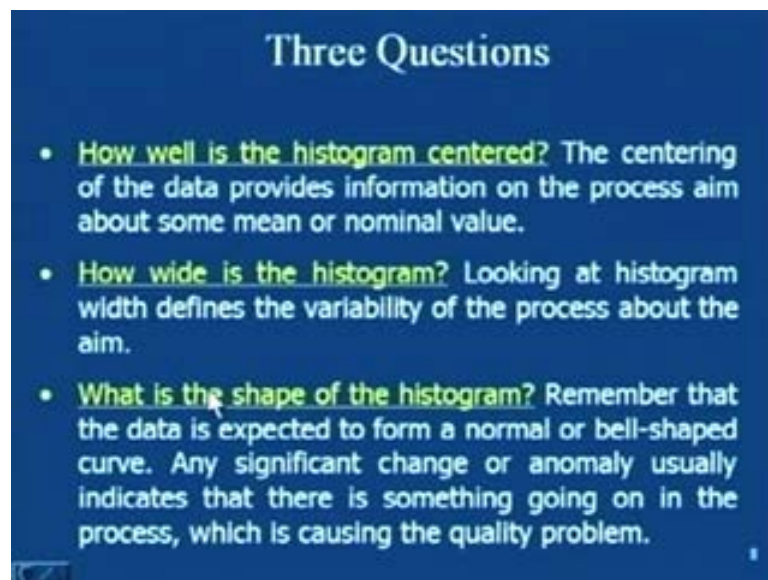 Three Questions
• How well is the histogram centered? The centering
of the data provides information on the process aim
about some mean or nominal value.
• How wide is the histogram? Looking at histogram
width defines the variability of the process about the
aim.
• What is the shape of the histogram? Remember that
the data is expected to form a normal or bell-shaped
curve. Any significant change or anomaly usually
indicates that there is something going on in the
process, which is causing the quality problem.